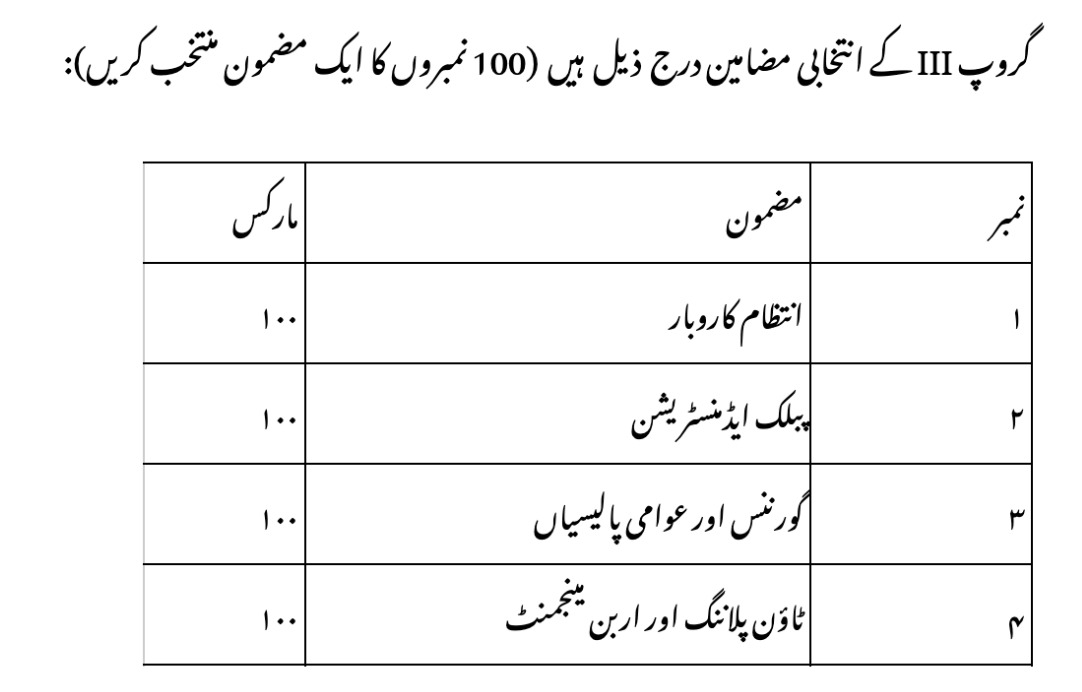 گروپ III کے انتخابی مضامین درج ذیل ہیں (100 نمبروں کا ایک مضمون منتخب کریں):
نمبر مضمون مارکس
۱ انتظام کاروبار ۱۰۰
۲ پبلک ایڈمنسٹریشن ۱۰۰
۳ گورننس اور عوامی پالیسیاں ۱۰۰
۴ ٹاؤن پلاننگ اور اربن مینجمنٹ ۱۰۰